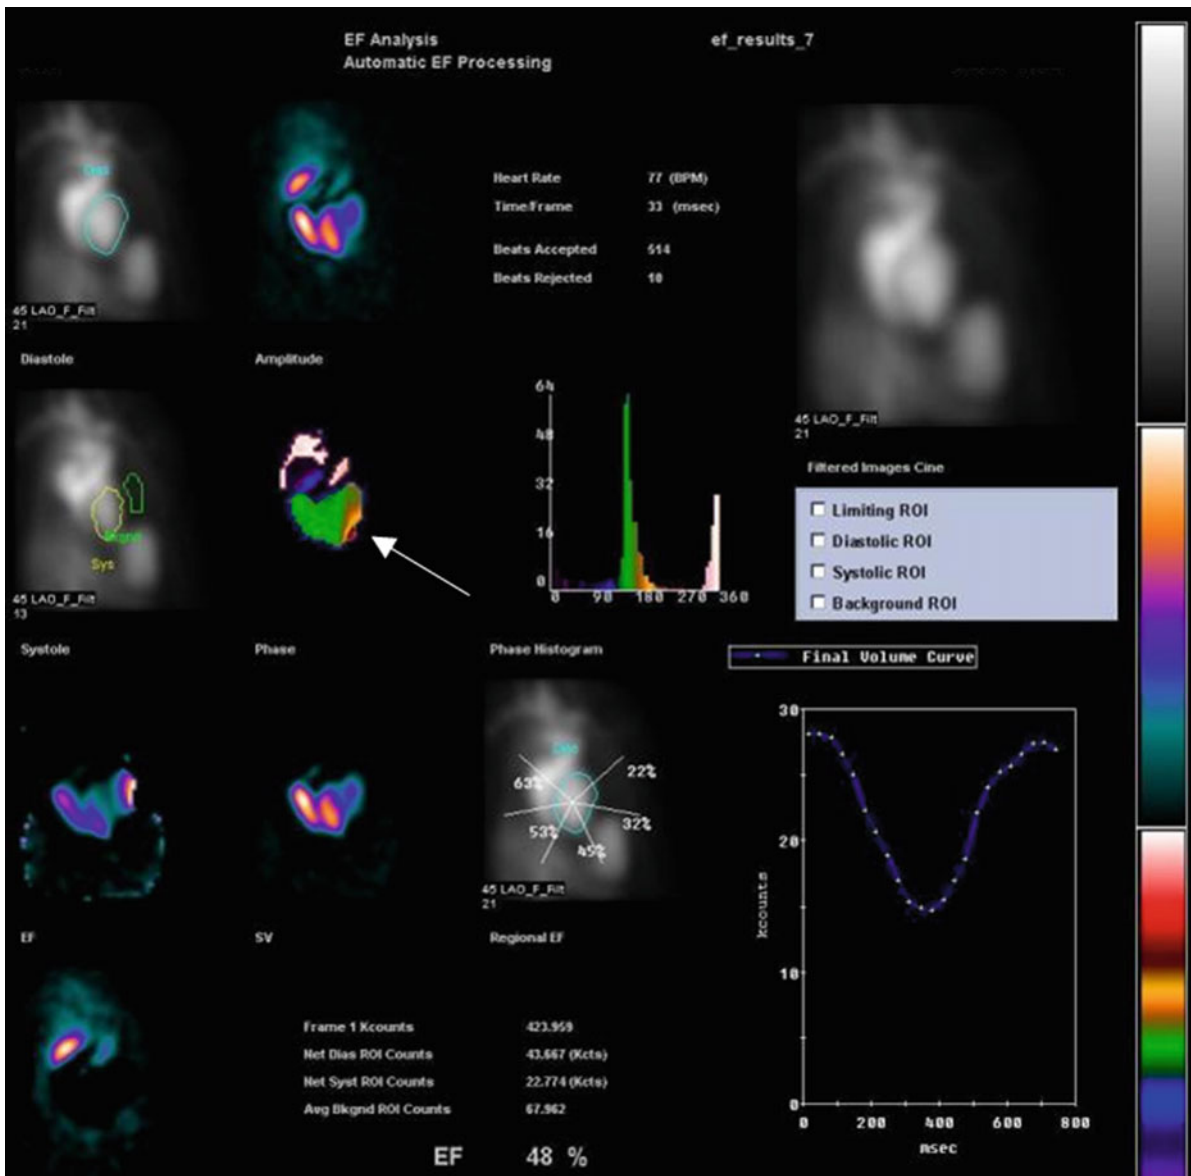 EF Analysis
Automatic EF Processing
ef_results_7
45 LAO_F_Filt
21
Diastole
Amplitude
Heart Rate 77 (BPM)
Time/Frame 33 (msec)
Beats Accepted 514
Beats Rejected 10
45 LAO_F_Filt
21
Filtered Images Cine
Limiting ROI
Diastolic ROI
Systolic ROI
Background ROI
Sys
45 LAO_F_Filt
13
Systole
Phase
64
48
32
16
0
0 90 180 270 360
Phase Histogram
Final Volume Curve
EF
SV
63%
22%
53%
32%
45%
45 LAO_F_Filt
21
Regional EF
30
20
10
0
kcounts
0 200 400 600 800
msec
Frame 1 Kcounts 423.959
Net Dias ROI Counts 43.667 (Kcts)
Net Syst ROI Counts 22.774 (Kcts)
Avg Bkgnd ROI Counts 67.962
EF 48 %